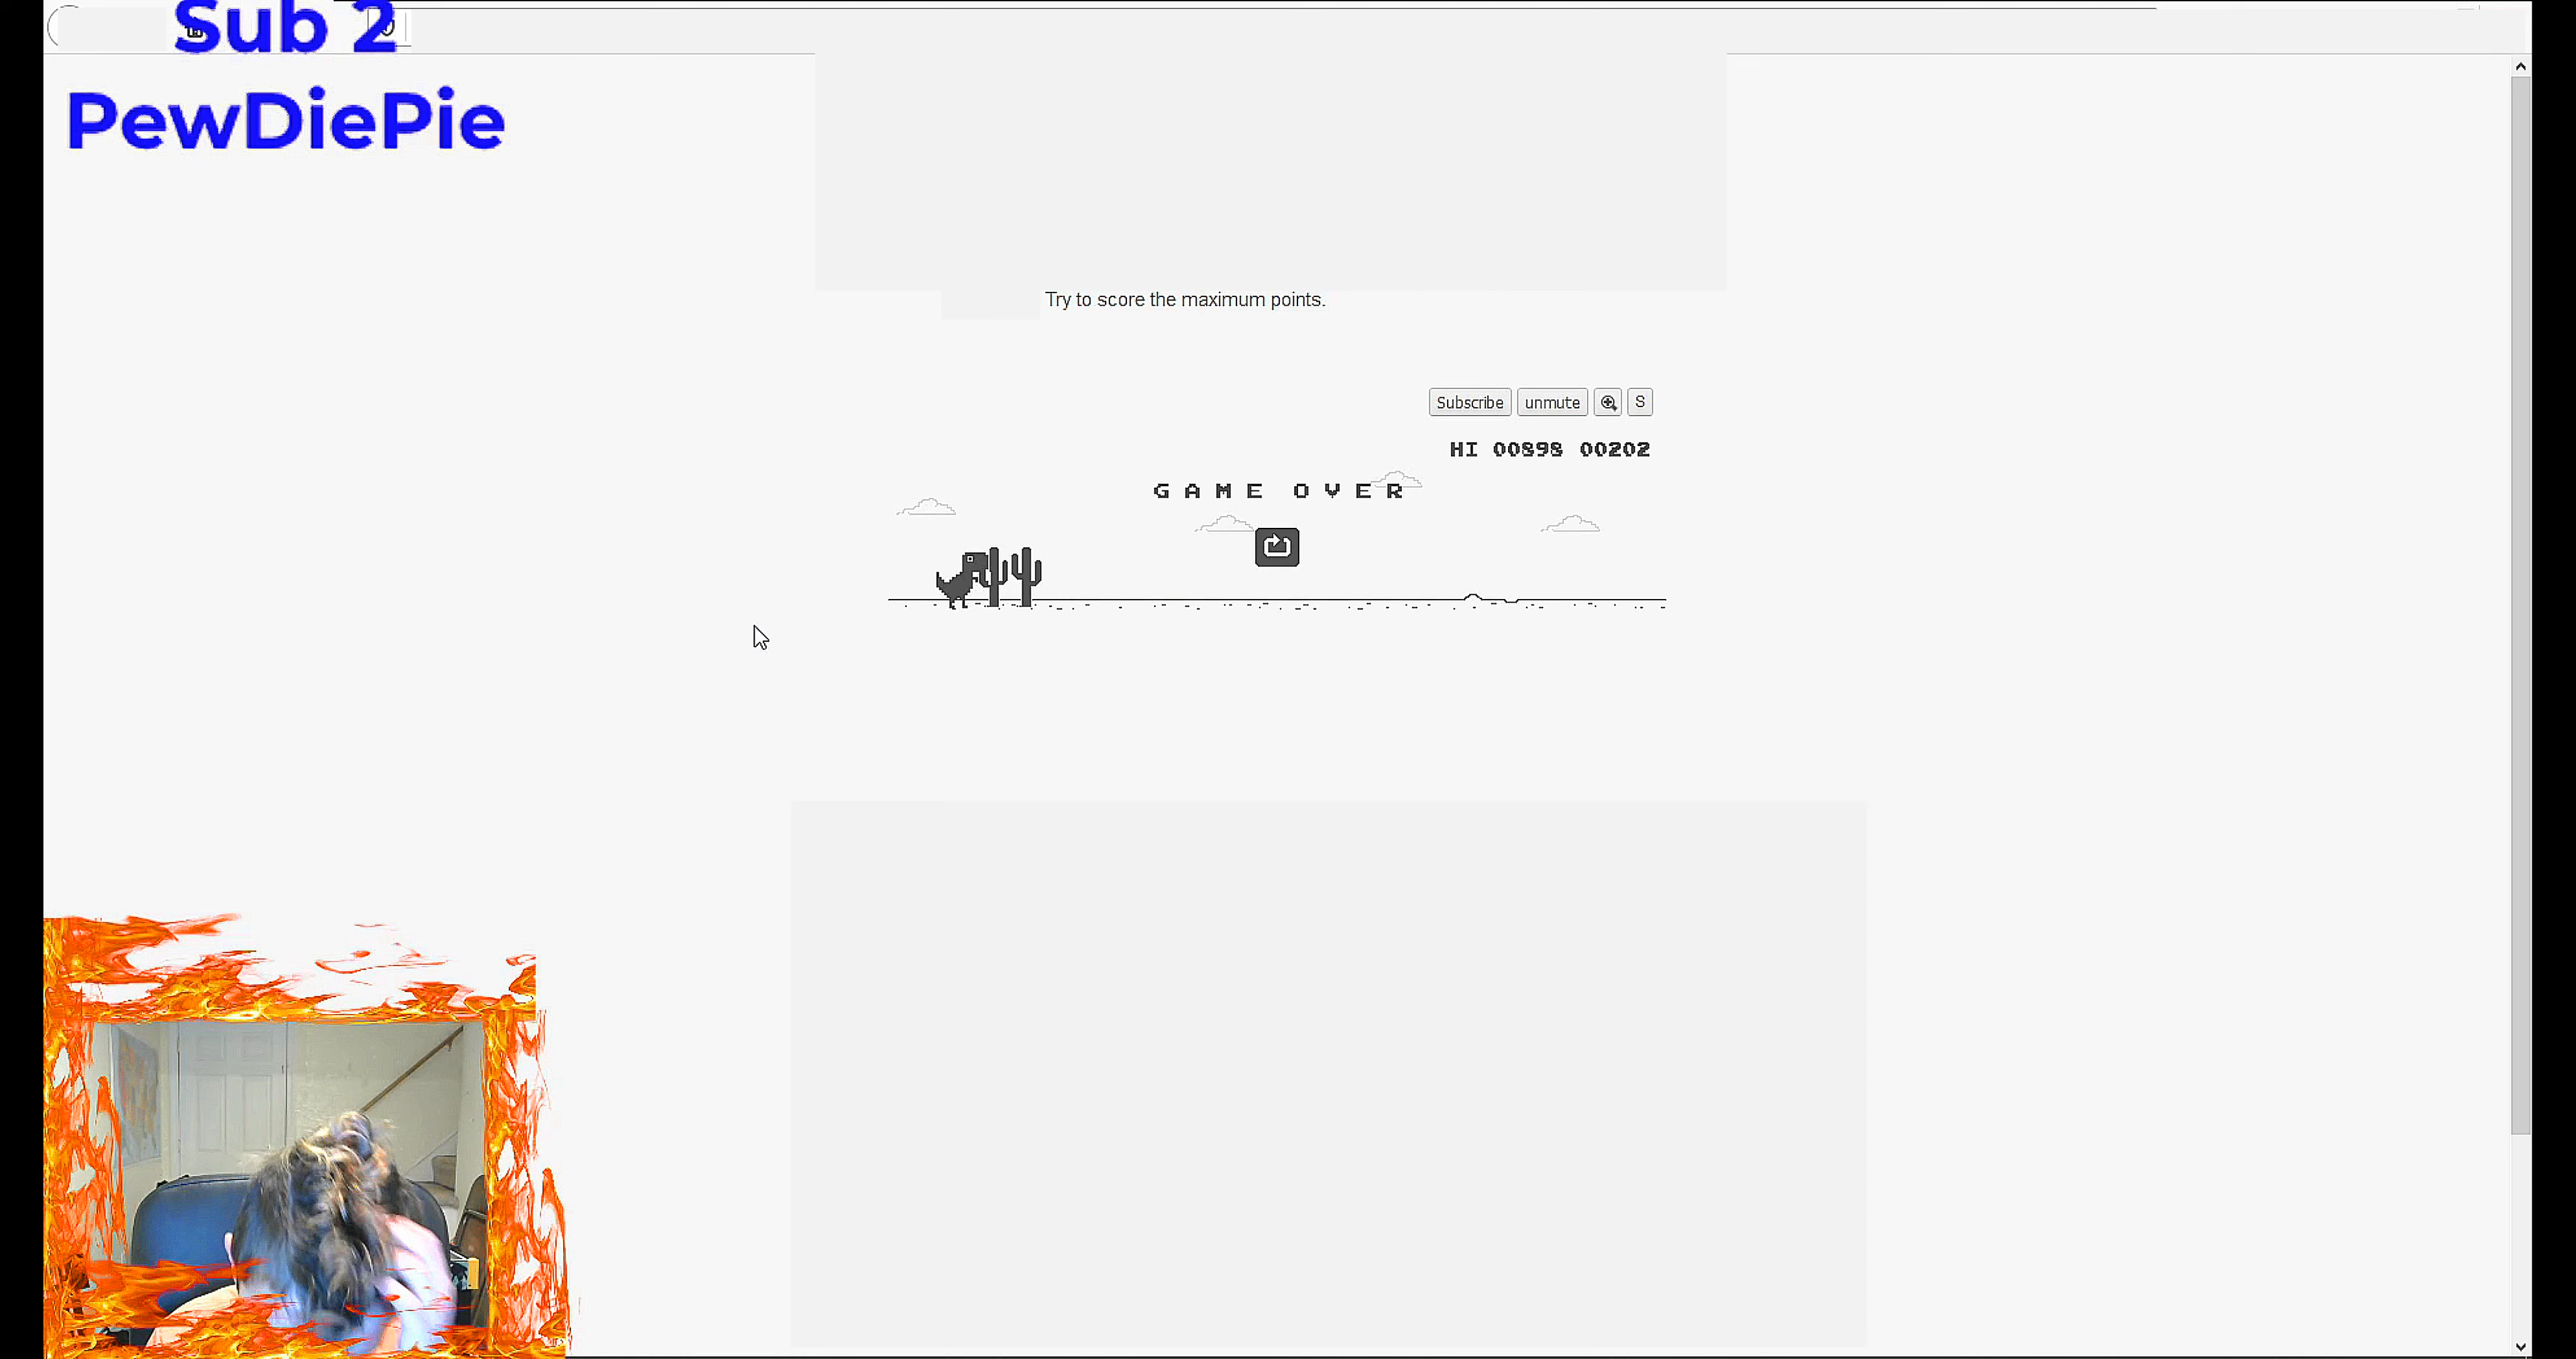 Sub 2
PewDiePie
Try to score the maximum points.
Subscribe unmute S
HI 00898 00202
GAME OVER